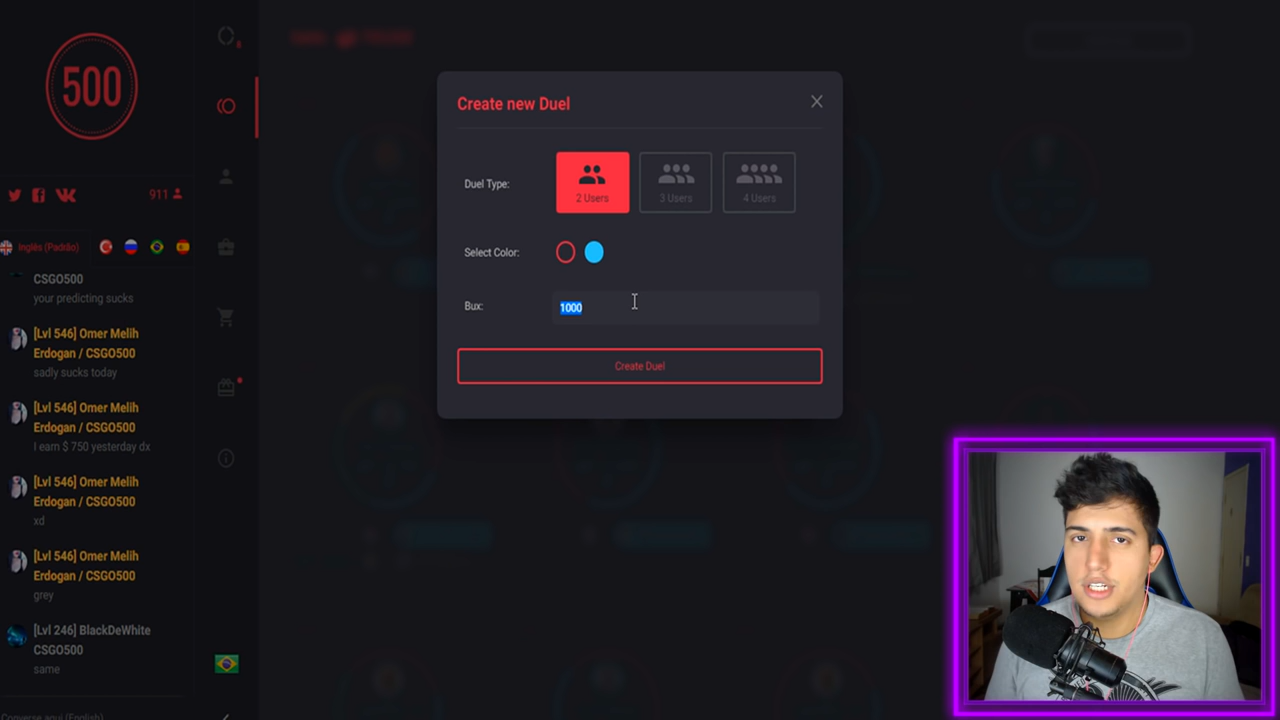 500
911
Inglês (Padrão)
CSGO500
your predicting sucks
[Lvl 546] Omer Melih
Erdogan / CSGO500
sadly sucks today
[Lvl 546] Omer Melih
Erdogan / CSGO500
I earn $ 750 yesterday dx
[Lvl 546] Omer Melih
Erdogan / CSGO500
xd
[Lvl 546] Omer Melih
Erdogan / CSGO500
grey
[Lvl 246] BlackDeWhite
CSGO500
same
Converse aqui (English)
Create new Duel
Duel Type:
2 Users
3 Users
4 Users
Select Color:
Bux:
1000
Create Duel